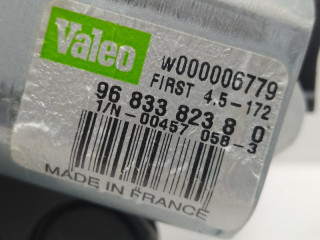 Valeo
W000006779
FIRST 4.5-172
96 833 823 8 0
1/N-00457 058-3
MADE IN FRANCE